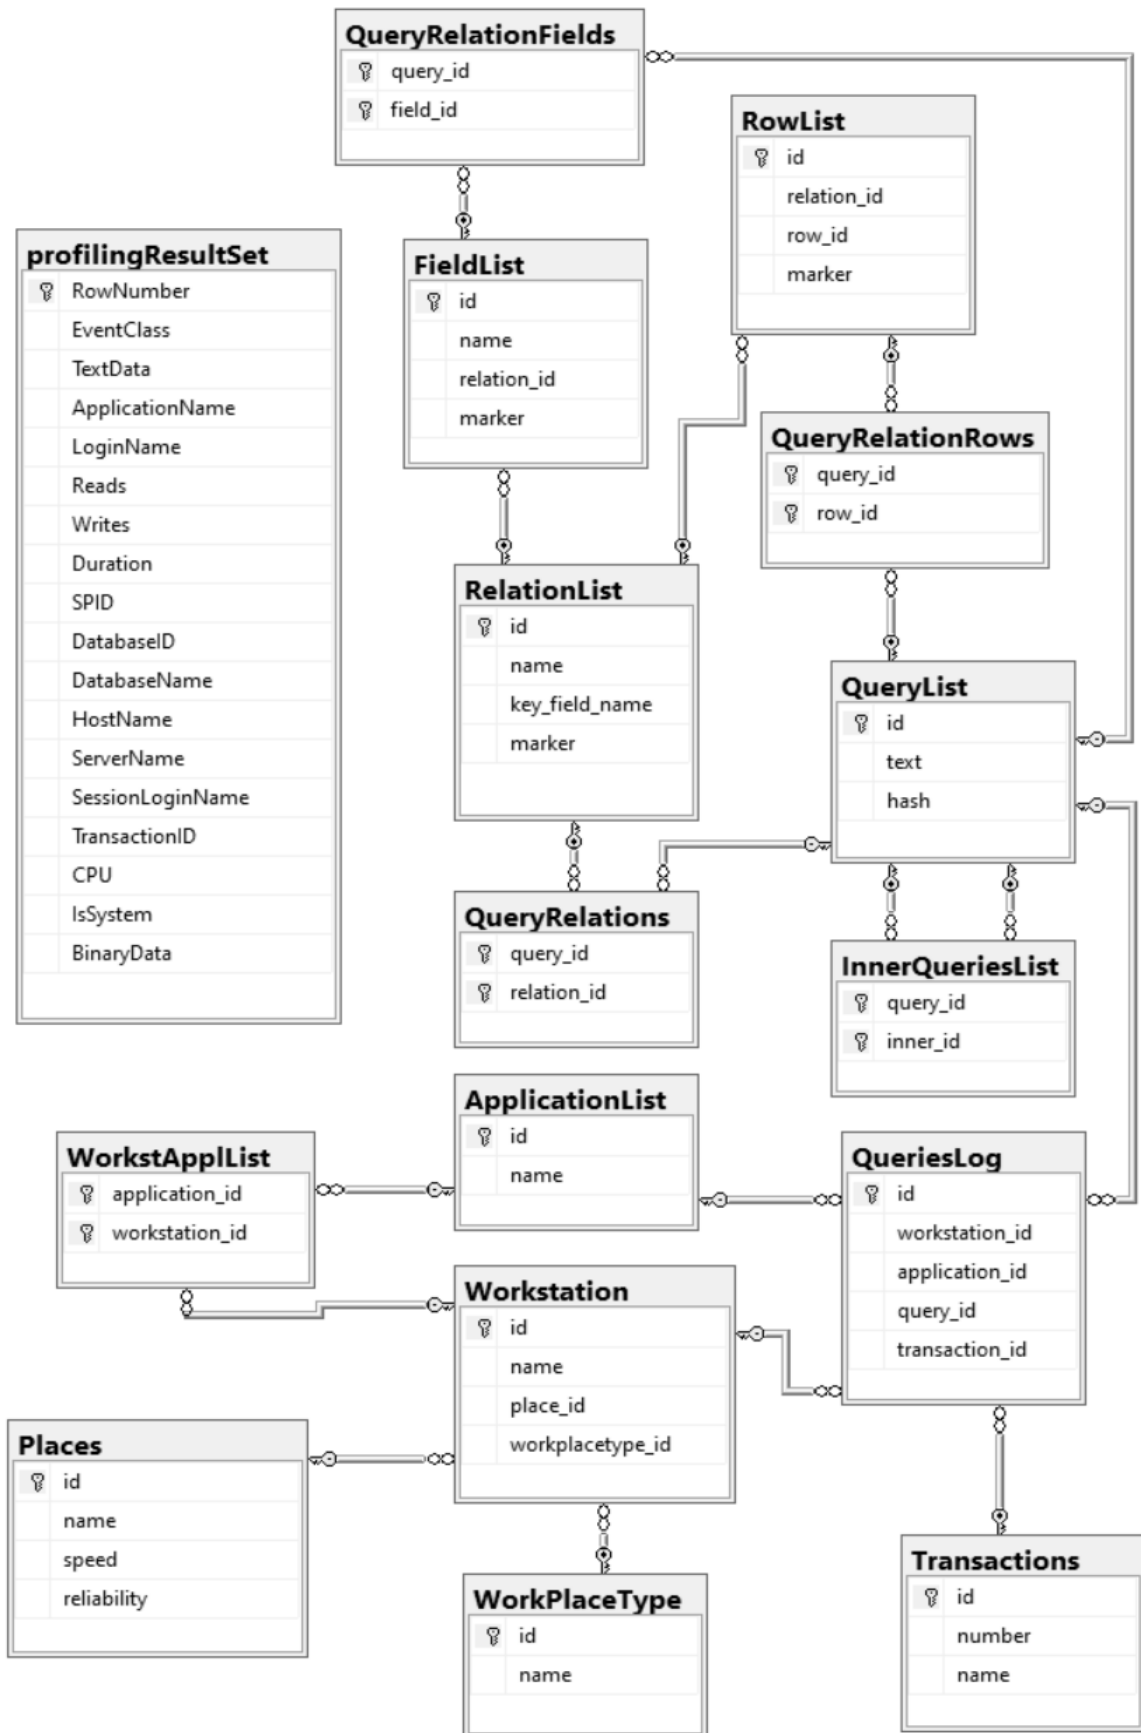 QueryRelationFields
query_id
field_id
RowList
id
relation_id
row_id
marker
profilingResultSet
RowNumber
EventClass
TextData
ApplicationName
LoginName
Reads
Writes
Duration
SPID
DatabaseID
DatabaseName
HostName
ServerName
SessionLoginName
TransactionID
CPU
IsSystem
BinaryData
FieldList
id
name
relation_id
marker
QueryRelationRows
query_id
row_id
RelationList
id
name
key_field_name
marker
QueryList
id
text
hash
QueryRelations
query_id
relation_id
InnerQueriesList
query_id
inner_id
ApplicationList
id
name
WorkstApplList
application_id
workstation_id
QueriesLog
id
workstation_id
application_id
query_id
transaction_id
Workstation
id
name
place_id
workplacetype_id
Places
id
name
speed
reliability
WorkPlaceType
id
name
Transactions
id
number
name